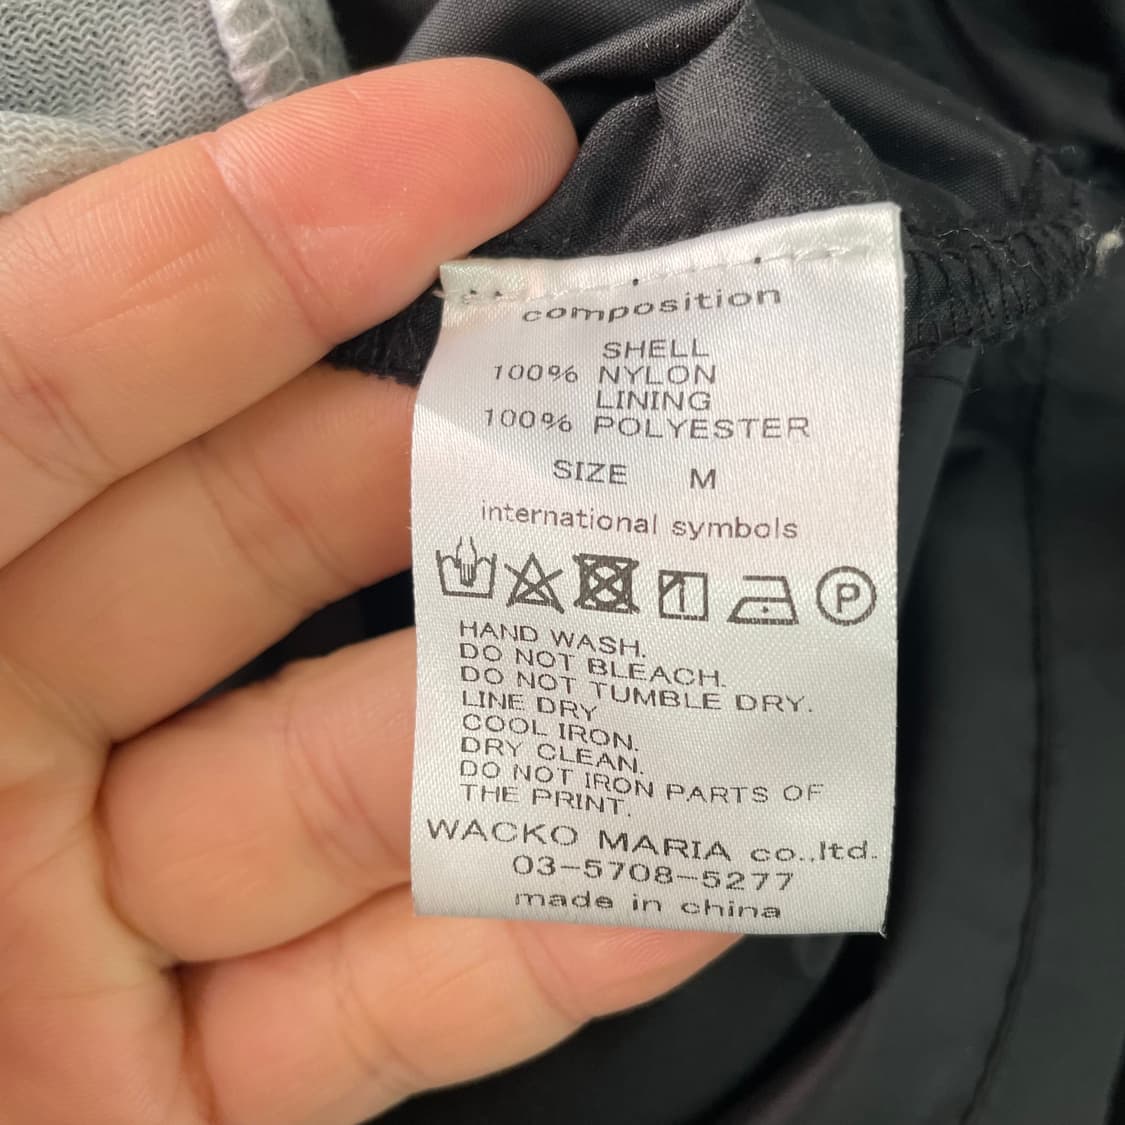 composition
SHELL
100% NYLON
LINING
100% POLYESTER
SIZE M
international symbols
P
HAND WASH.
DO NOT BLEACH.
DO NOT TUMBLE DRY.
LINE DRY
COOL IRON.
DRY CLEAN.
DO NOT IRON PARTS OF
THE PRINT.
WACKO MARIA co.,ltd.
03-5708-5277
made in china